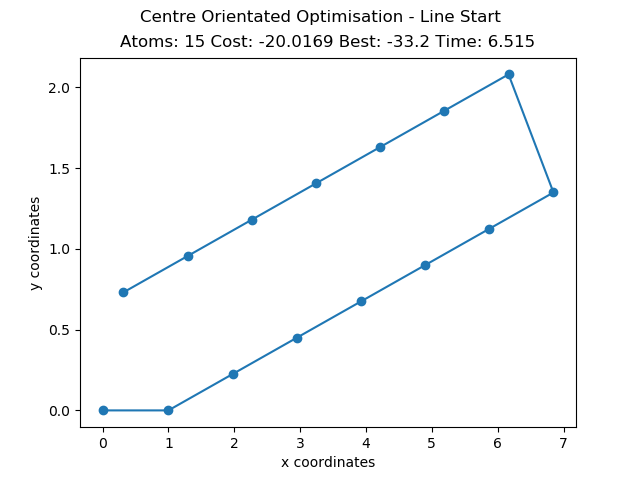 Centre Orientated Optimisation - Line Start
Atoms: 15 Cost: -20.0169 Best: -33.2 Time: 6.515
2.0
1.5
1.0
0.5
0.0
y coordinates
0 1 2 3 4 5 6 7
x coordinates